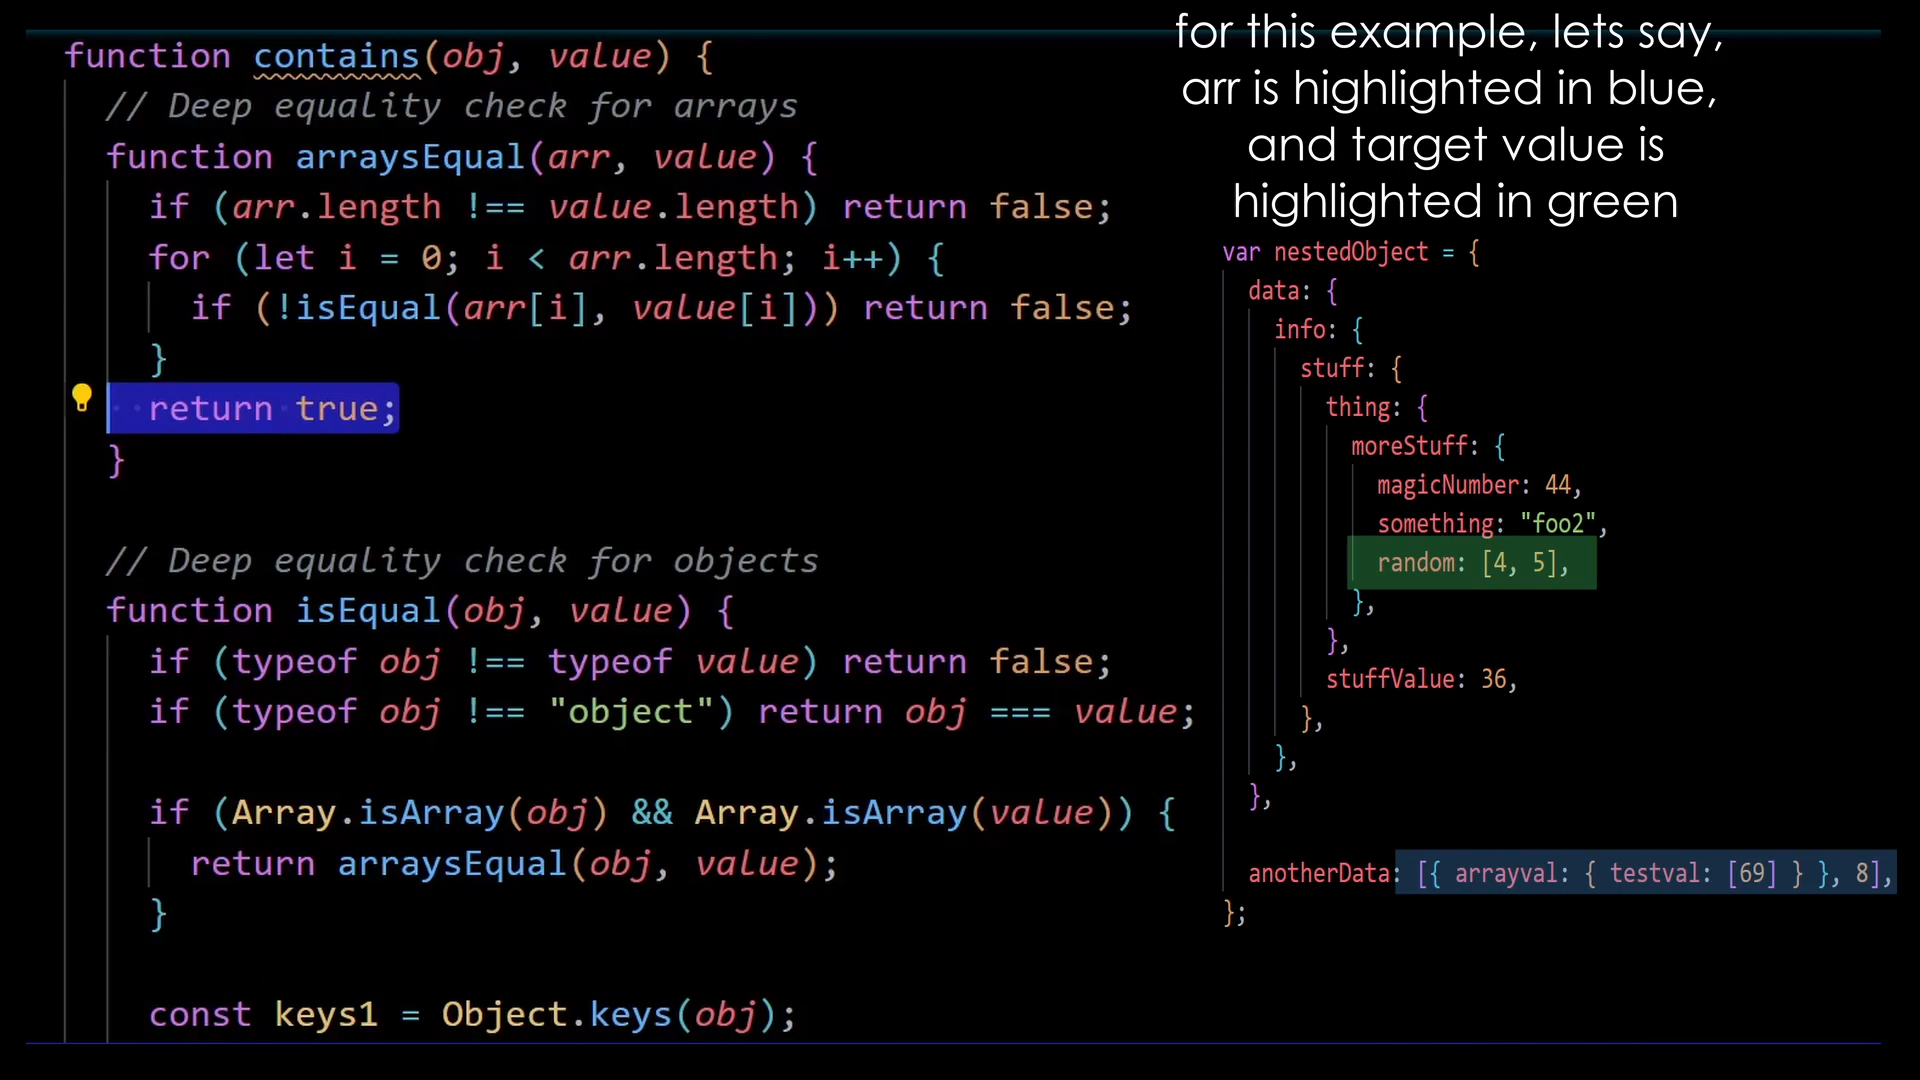 function contains(obj, value) {
// Deep equality check for arrays
function arraysEqual(arr, value) {
if (arr.length !== value.length) return false;
for (let i = 0; i < arr.length; i++) {
if (!isEqual(arr[i], value[i])) return false;
}
return true;
}
// Deep equality check for objects
function isEqual(obj, value) {
if (typeof obj !== typeof value) return false;
if (typeof obj !== "object") return obj === value;
if (Array.isArray(obj) && Array.isArray(value)) {
return arraysEqual(obj, value);
}
const keys1 = Object.keys(obj);
for this example, lets say,
arr is highlighted in blue,
and target value is
highlighted in green
var nestedObject = {
data: {
info: {
stuff: {
thing: {
moreStuff: {
magicNumber: 44,
something: "foo2",
random: [4, 5],
},
},
stuffValue: 36,
},
},
},
anotherData: [{ arrayval: { testval: [69] } }, 8],
};